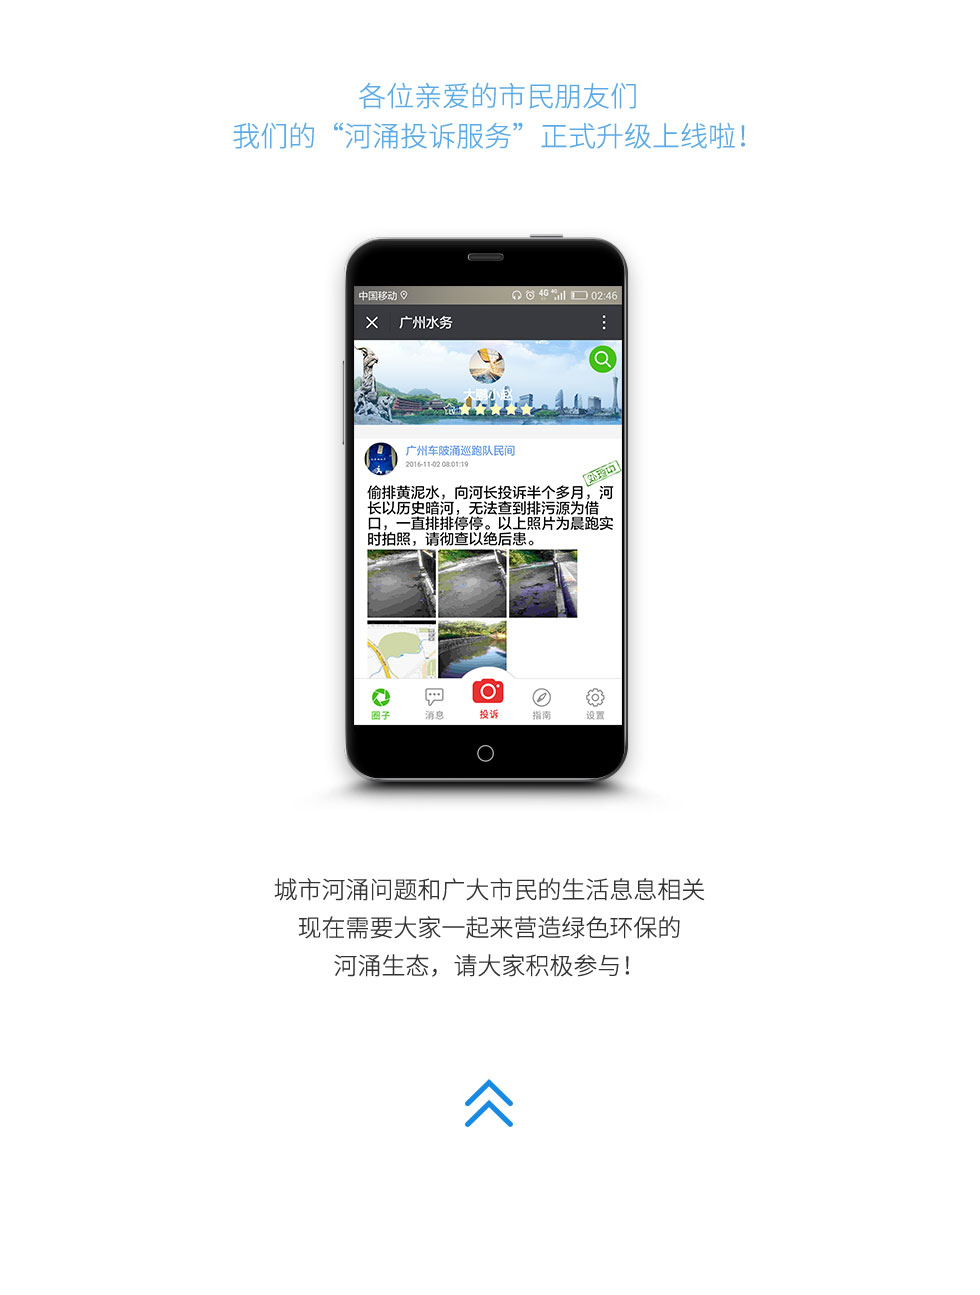 各位亲爱的市民朋友们
我们的“河涌投诉服务”正式升级上线啦！
中国移动
4G
4G
02:46
广州水务
大鹏小赵
广州车陂涌巡跑队民间
2016-11-02 08:01:19
处理中
偷排黄泥水，向河长投诉半个多月，河
长以历史暗河，无法查到排污源为借
口，一直排排停停。以上照片为晨跑实
时拍照，请彻查以绝后患。
圈子
消息
投诉
指南
设置
城市河涌问题和广大市民的生活息息相关
现在需要大家一起来营造绿色环保的
河涌生态，请大家积极参与！